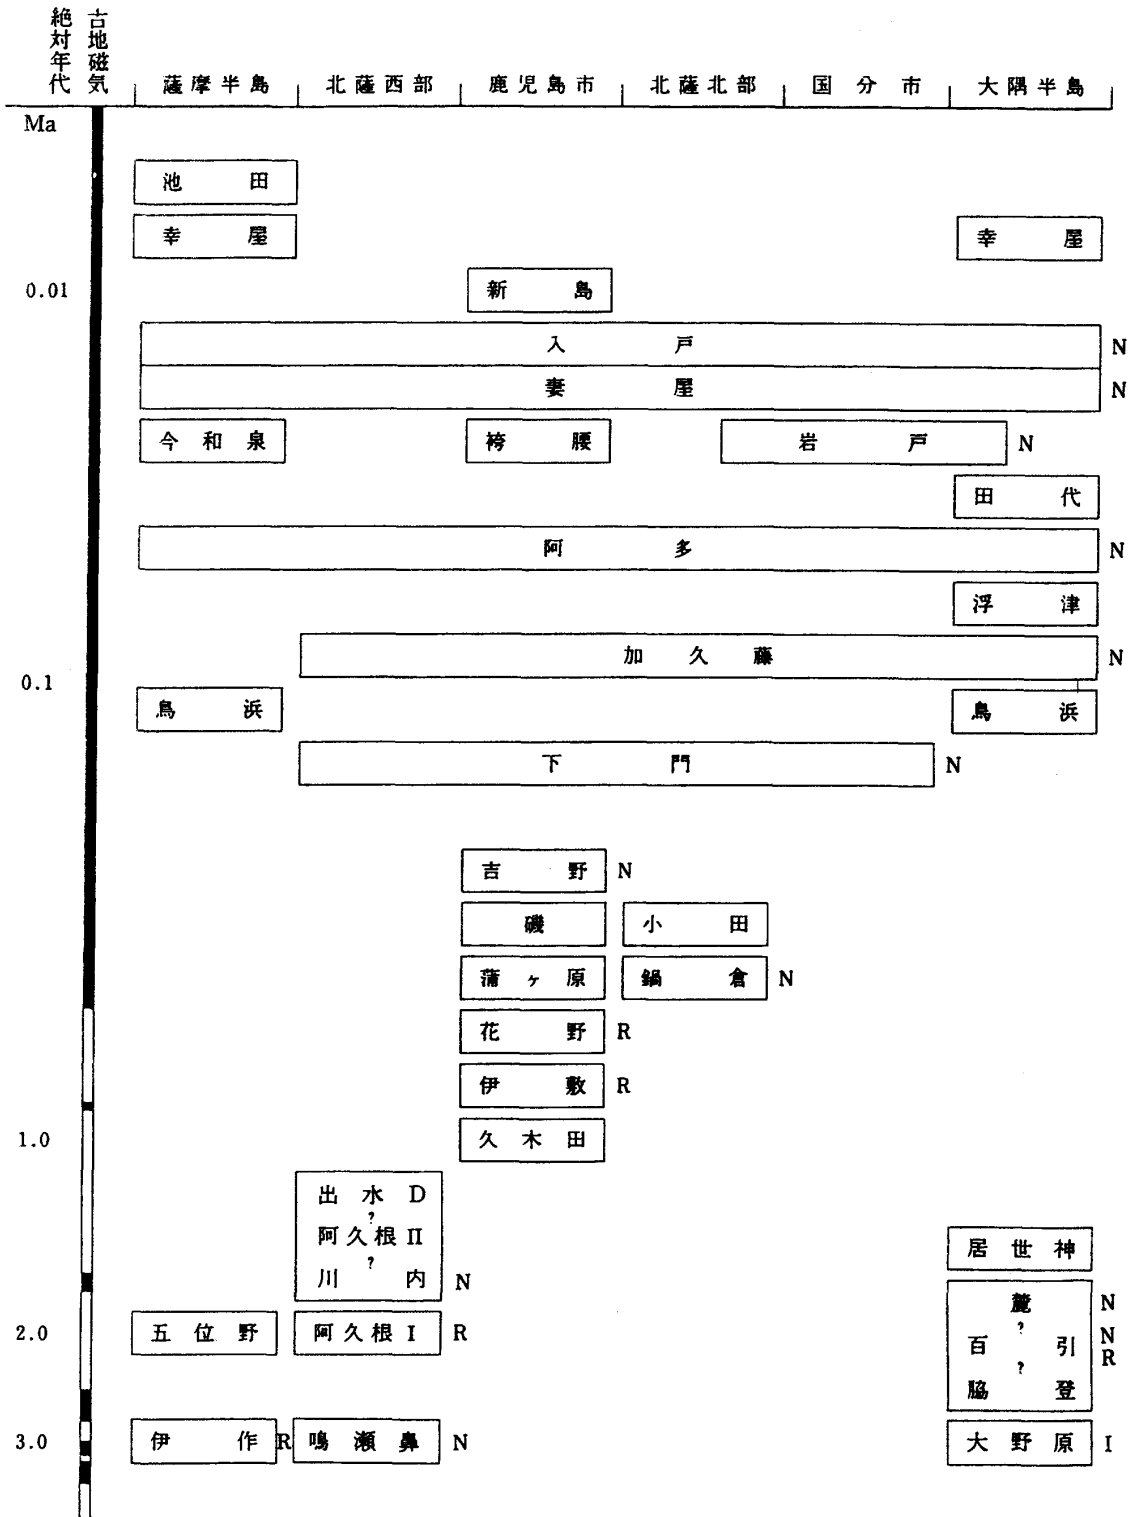 絶対年代 古地磁気 薩摩半島 北薩西部 鹿児島市 北薩北部 国分市 大隅半島
Ma
池田
幸屋 幸屋
0.01 新島
入戸 N
妻屋 N
今和泉 袴腰 岩戸 N
田代
阿多 N
浮津
加久藤 N
0.1
鳥浜 鳥浜
下門 N
吉野 N
磯 小田
蒲ヶ原 鍋倉 N
花野 R
伊敷 R
1.0 久木田
出水D
?
阿久根II
居世神
?
川内 N
麓 N
2.0 五位野 阿久根I R
?
百引 N
R
?
脇登
3.0 伊作 R 鳴瀬鼻 N 大野原 I